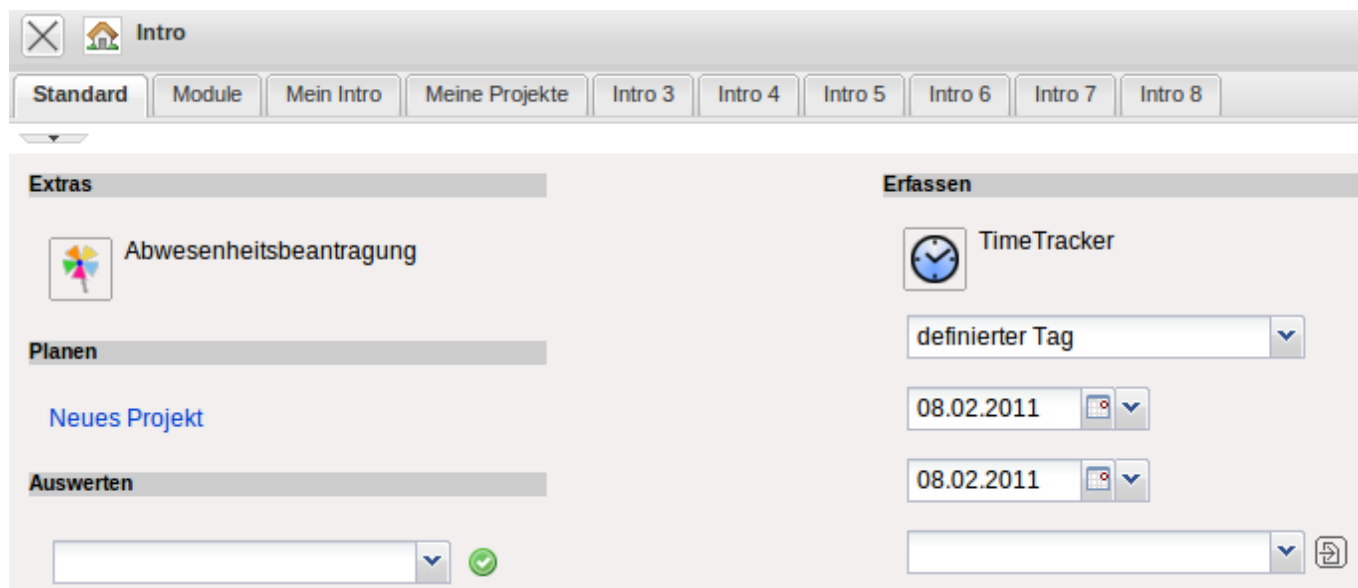 Intro
Standard Module Mein Intro Meine Projekte Intro 3 Intro 4 Intro 5 Intro 6 Intro 7 Intro 8
Extras
Abwesenheitsbeantragung
Planen
Neues Projekt
Auswerten
Erfassen
TimeTracker
definierter Tag
08.02.2011
08.02.2011